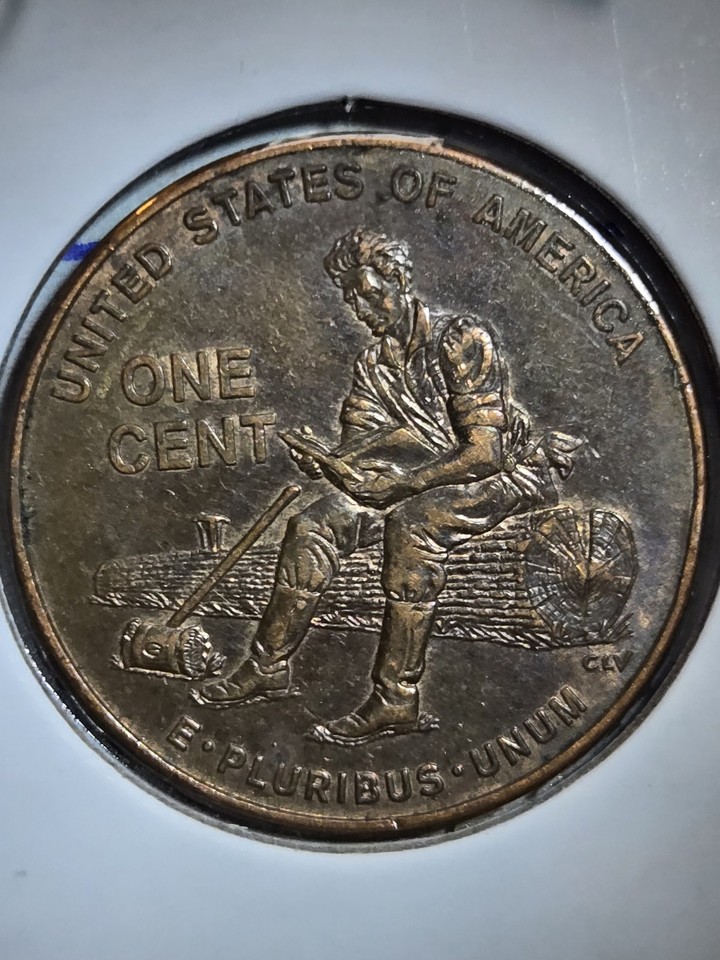 UNITED STATES OF AMERICA
ONE
CENT
CLV
E · PLURIBUS · UNUM